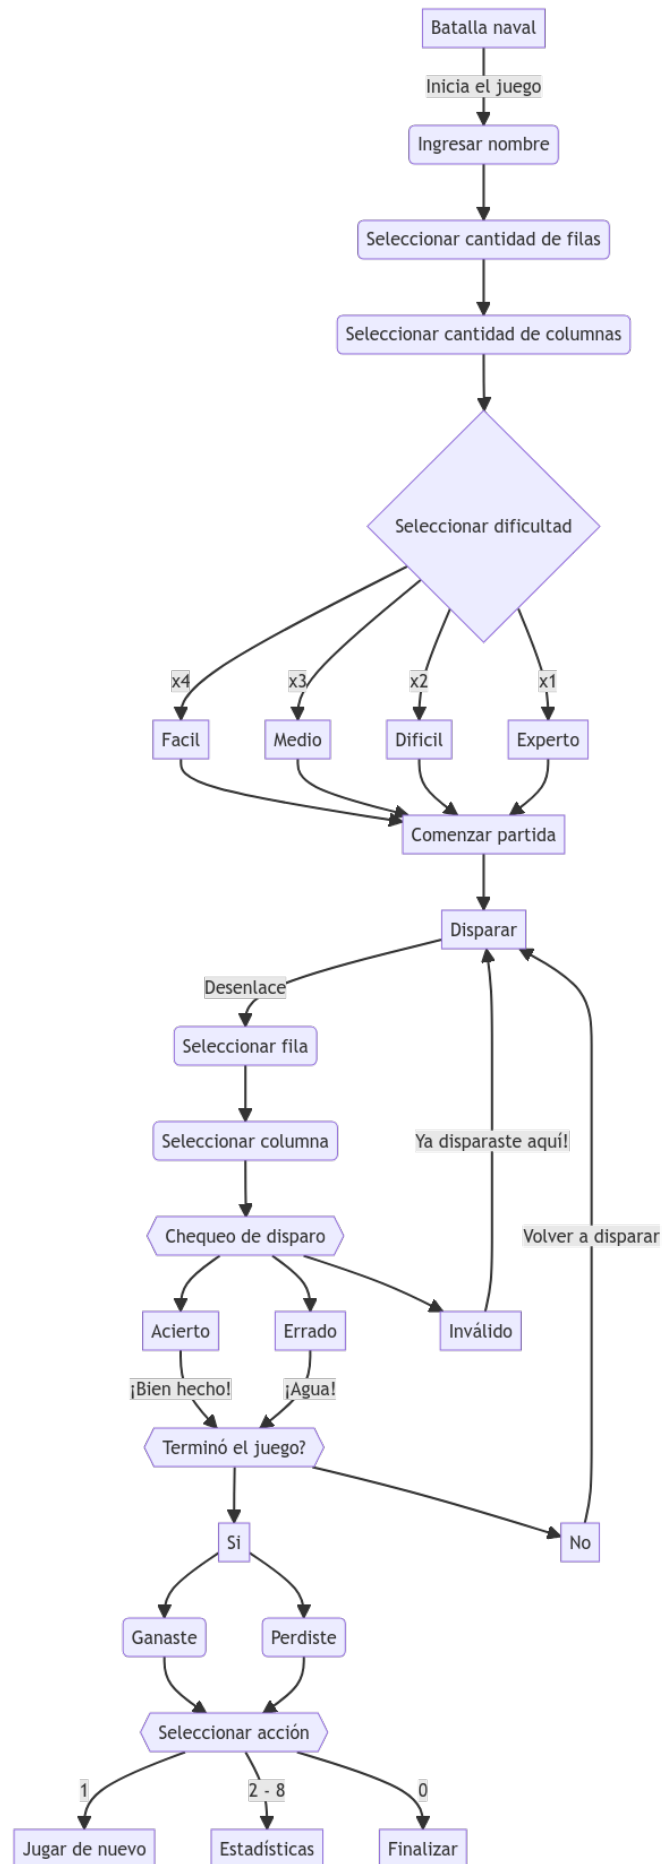 Batalla naval
Inicia el juego
Ingresar nombre
Seleccionar cantidad de filas
Seleccionar cantidad de columnas
Seleccionar dificultad
x4
x3
x2
x1
Facil
Medio
Dificil
Experto
Comenzar partida
Disparar
Desenlace
Seleccionar fila
Seleccionar columna
Ya disparaste aquí!
Chequeo de disparo
Volver a disparar
Acierto
Errado
Inválido
¡Bien hecho!
¡Agua!
Terminó el juego?
Si
No
Ganaste
Perdiste
Seleccionar acción
1
2 - 8
0
Jugar de nuevo
Estadísticas
Finalizar